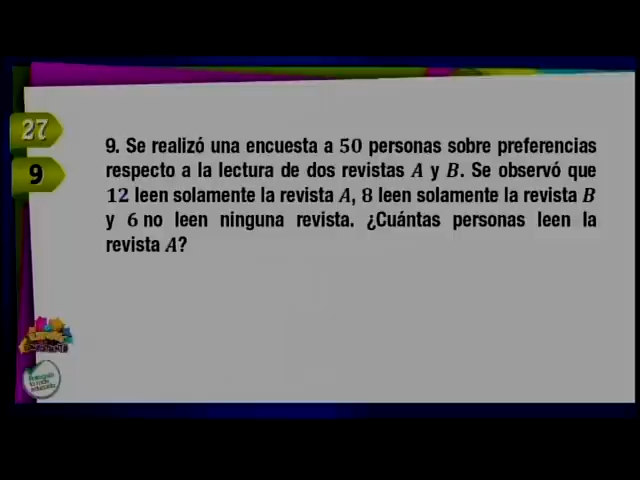 27
9
9. Se realizó una encuesta a 50 personas sobre preferencias
respecto a la lectura de dos revistas A y B. Se observó que
12 leen solamente la revista A, 8 leen solamente la revista B
y 6 no leen ninguna revista. ¿Cuántas personas leen la
revista A?